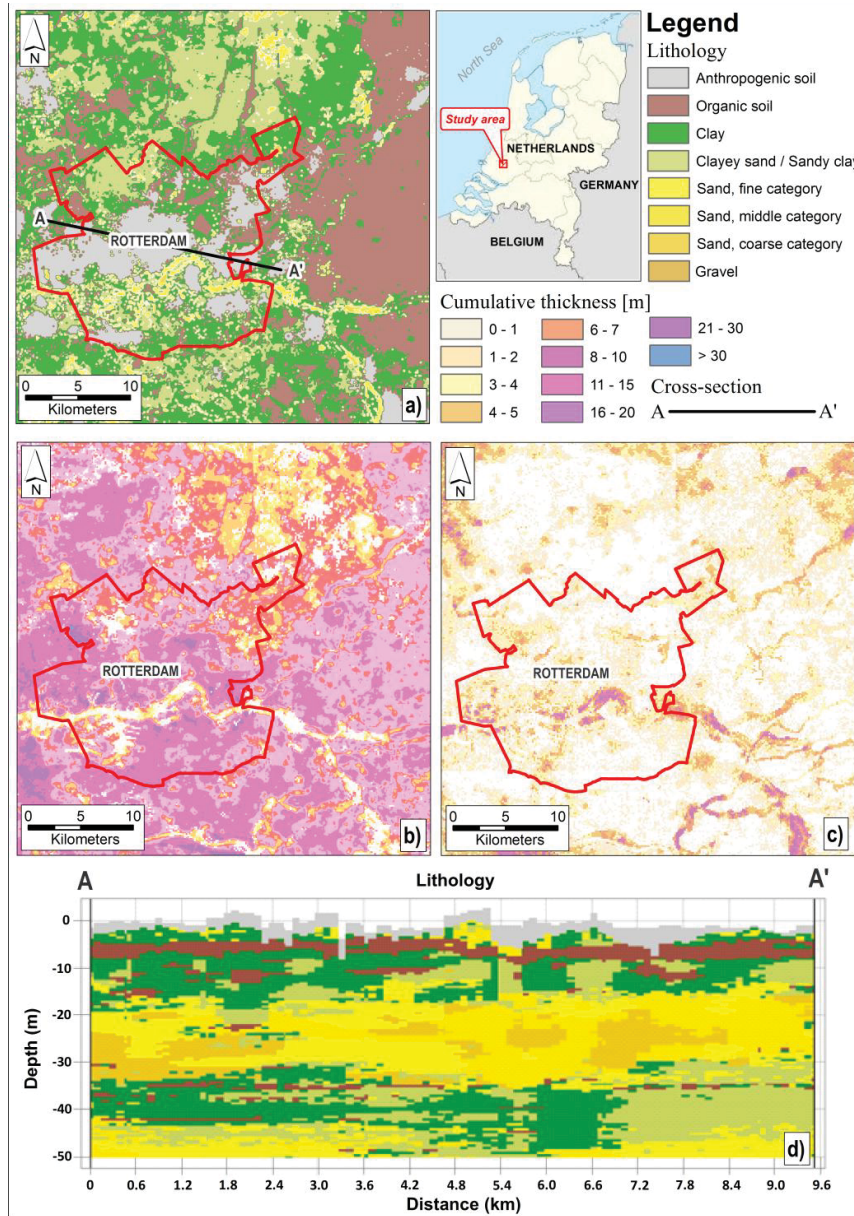 N
A
ROTTERDAM
A'
0 5 10
Kilometers
a)
North Sea
Study area
NETHERLANDS
GERMANY
BELGIUM
Legend
Lithology
Anthropogenic soil
Organic soil
Clay
Clayey sand / Sandy clay
Sand, fine category
Sand, middle category
Sand, coarse category
Gravel
Cumulative thickness [m]
0 - 1
1 - 2
3 - 4
4 - 5
6 - 7
8 - 10
11 - 15
16 - 20
21 - 30
> 30
Cross-section
A A'
N
ROTTERDAM
0 5 10
Kilometers
b)
N
ROTTERDAM
0 5 10
Kilometers
c)
A Lithology A'
Depth (m)
0
-10
-20
-30
-40
-50
d)
0 0.6 1.2 1.8 2.4 3.0 3.6 4.2 4.8 5.4 6.0 6.6 7.2 7.8 8.4 9.0 9.6
Distance (km)